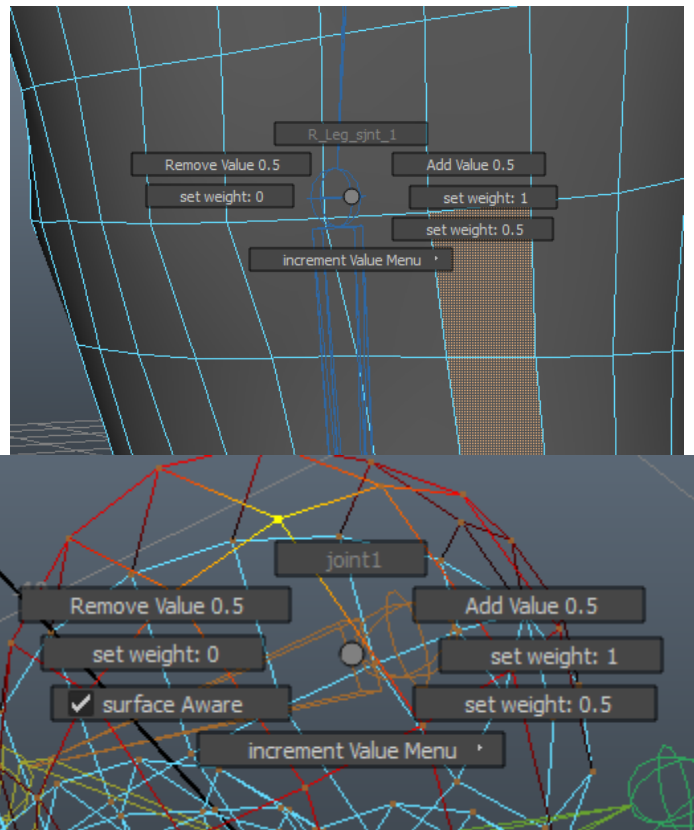 R_Leg_sjnt_1
Remove Value 0.5
Add Value 0.5
set weight: 0
set weight: 1
set weight: 0.5
increment Value Menu
joint1
Remove Value 0.5
Add Value 0.5
set weight: 0
set weight: 1
surface Aware
set weight: 0.5
increment Value Menu